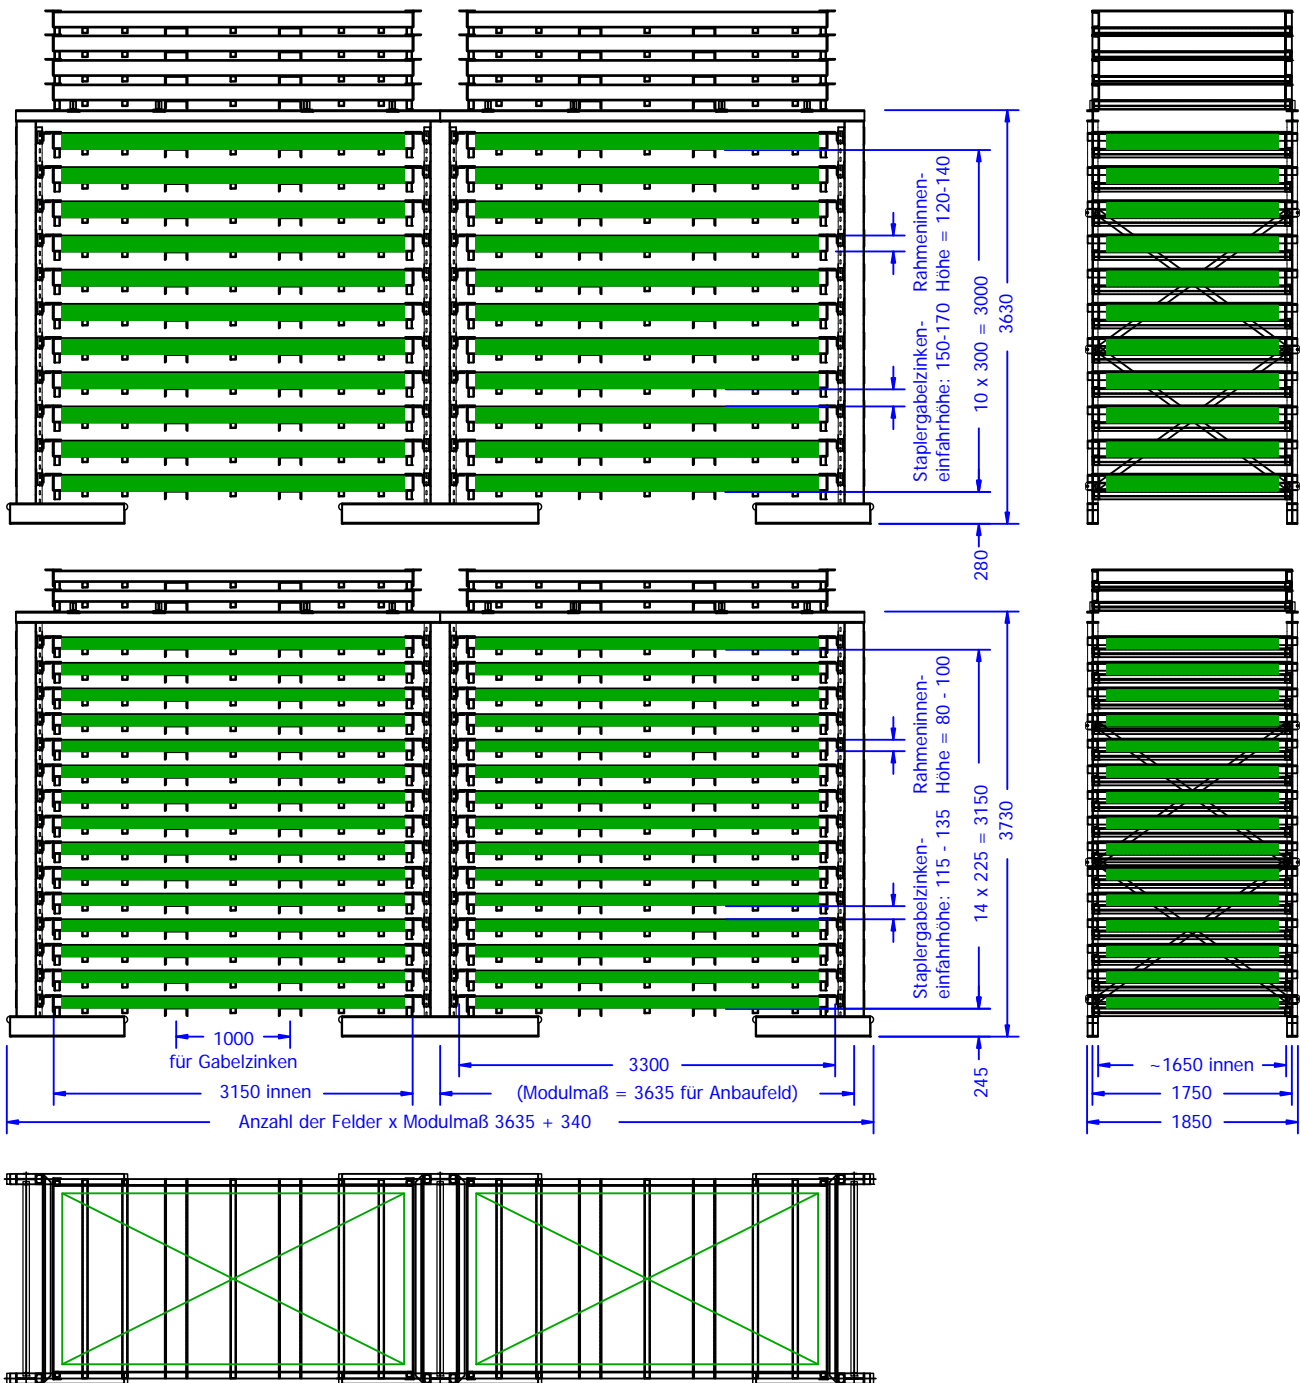 Rahmeninnen-
Höhe = 120-140
Staplergabelzinken-
einfahrhöhe: 150-170
10 x 300 = 3000
3630
280
Rahmeninnen-
Höhe = 80 - 100
Staplergabelzinken-
einfahrhöhe: 115 - 135
14 x 225 = 3150
3730
245
1000
für Gabelzinken
3150 innen
3300
(Modulmaß = 3635 für Anbaufeld)
Anzahl der Felder x Modulmaß 3635 + 340
~1650 innen
1750
1850